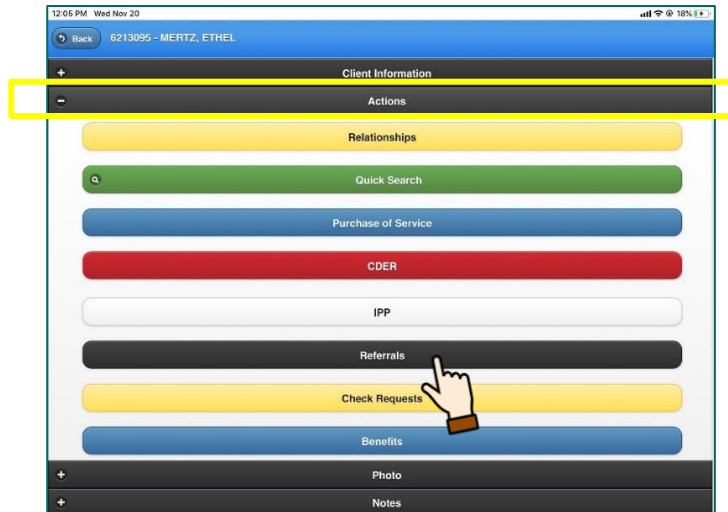 12:05 PM Wed Nov 20 18%
Back 6213095 - MERTZ, ETHEL
Client Information
Actions
Relationships
Quick Search
Purchase of Service
CDER
IPP
Referrals
Check Requests
Benefits
Photo
Notes